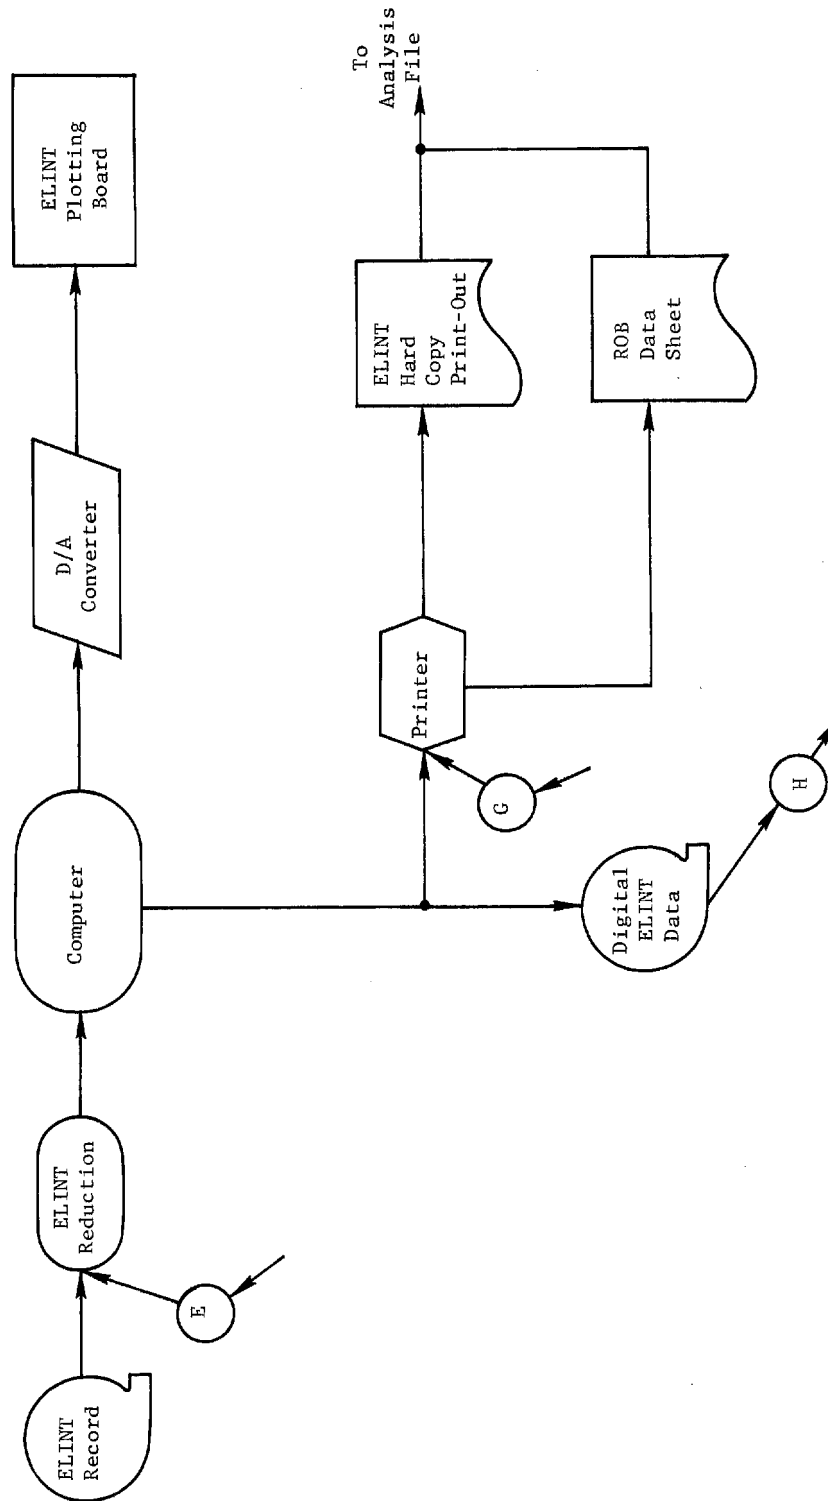 ELINT
Record
E
ELINT
Reduction
Computer
D/A
Converter
ELINT
Plotting
Board
G
Printer
ELINT
Hard
Copy
Print-Out
To
Analysis
File
Digital
ELINT
Data
H
ROB
Data
Sheet